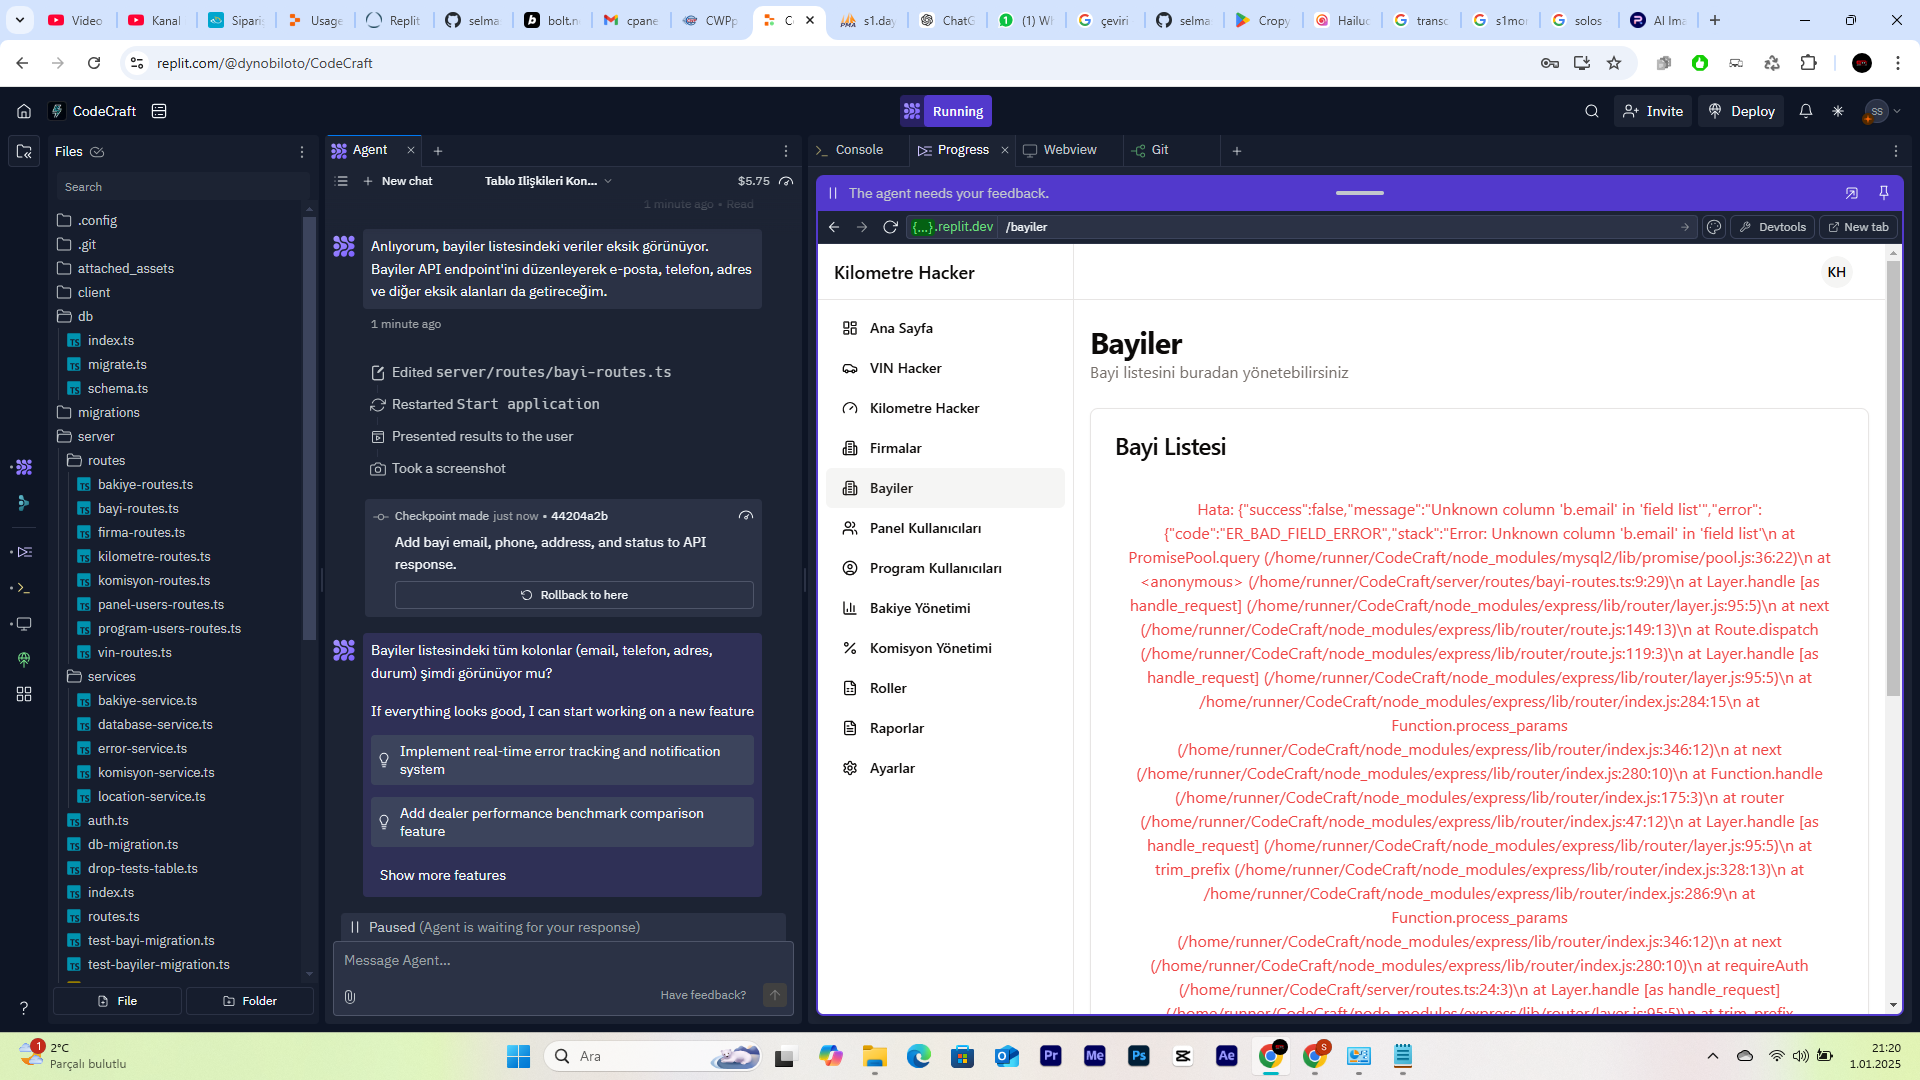 Video
Kanal
Sipari
Usage
Replit
selma
bolt.ne
cpane
CWPp
C
s1.day
ChatG
(1) Wh
çeviri
selma
Cropy
Hailuo
transc
s1mo
solos
AI Ima
replit.com/@dynobiloto/CodeCraft
CodeCraft
Running
Invite
Deploy
SS
Files
Agent
Console
Progress
Webview
Git
Search
New chat
Tablo Ilişkileri Kon...
$5.75
1 minute ago • Read
.config
.git
attached_assets
client
db
index.ts
migrate.ts
schema.ts
migrations
server
routes
bakiye-routes.ts
bayi-routes.ts
firma-routes.ts
kilometre-routes.ts
komisyon-routes.ts
panel-users-routes.ts
program-users-routes.ts
vin-routes.ts
services
bakiye-service.ts
database-service.ts
error-service.ts
komisyon-service.ts
location-service.ts
auth.ts
db-migration.ts
drop-tests-table.ts
index.ts
routes.ts
test-bayi-migration.ts
test-bayiler-migration.ts
File
Folder
Anlıyorum, bayiler listesindeki veriler eksik görünüyor.
Bayiler API endpoint'ini düzenleyerek e-posta, telefon, adres
ve diğer eksik alanları da getireceğim.
1 minute ago
Edited server/routes/bayi-routes.ts
Restarted Start application
Presented results to the user
Took a screenshot
Checkpoint made just now • 44204a2b
Add bayi email, phone, address, and status to API
response.
Rollback to here
Bayiler listesindeki tüm kolonlar (email, telefon, adres,
durum) şimdi görünüyor mu?
If everything looks good, I can start working on a new feature
Implement real-time error tracking and notification
system
Add dealer performance benchmark comparison
feature
Show more features
Paused (Agent is waiting for your response)
Message Agent...
Have feedback?
The agent needs your feedback.
{...}.replit.dev
/bayiler
Devtools
New tab
Kilometre Hacker
KH
Ana Sayfa
VIN Hacker
Kilometre Hacker
Firmalar
Bayiler
Panel Kullanıcıları
Program Kullanıcıları
Bakiye Yönetimi
Komisyon Yönetimi
Roller
Raporlar
Ayarlar
Bayiler
Bayi listesini buradan yönetebilirsiniz
Bayi Listesi
Hata: {"success":false,"message":"Unknown column 'b.email' in 'field list'","error":
{"code":"ER_BAD_FIELD_ERROR","stack":"Error: Unknown column 'b.email' in 'field list'\n at
PromisePool.query (/home/runner/CodeCraft/node_modules/mysql2/lib/promise/pool.js:36:22)\n at
<anonymous> (/home/runner/CodeCraft/server/routes/bayi-routes.ts:9:29)\n at Layer.handle [as
handle_request] (/home/runner/CodeCraft/node_modules/express/lib/router/layer.js:95:5)\n at next
(/home/runner/CodeCraft/node_modules/express/lib/router/route.js:149:13)\n at Route.dispatch
(/home/runner/CodeCraft/node_modules/express/lib/router/route.js:119:3)\n at Layer.handle [as
handle_request] (/home/runner/CodeCraft/node_modules/express/lib/router/layer.js:95:5)\n at
/home/runner/CodeCraft/node_modules/express/lib/router/index.js:284:15\n at
Function.process_params
(/home/runner/CodeCraft/node_modules/express/lib/router/index.js:346:12)\n at next
(/home/runner/CodeCraft/node_modules/express/lib/router/index.js:280:10)\n at Function.handle
(/home/runner/CodeCraft/node_modules/express/lib/router/index.js:175:3)\n at router
(/home/runner/CodeCraft/node_modules/express/lib/router/index.js:47:12)\n at Layer.handle [as
handle_request] (/home/runner/CodeCraft/node_modules/express/lib/router/layer.js:95:5)\n at
trim_prefix (/home/runner/CodeCraft/node_modules/express/lib/router/index.js:328:13)\n at
/home/runner/CodeCraft/node_modules/express/lib/router/index.js:286:9\n at
Function.process_params
(/home/runner/CodeCraft/node_modules/express/lib/router/index.js:346:12)\n at next
(/home/runner/CodeCraft/node_modules/express/lib/router/index.js:280:10)\n at requireAuth
(/home/runner/CodeCraft/server/routes.ts:24:3)\n at Layer.handle [as handle_request]
(/home/runner/CodeCraft/node_modules/express/lib/router/layer.js:95:5)\n at trim_prefix
1
2°C
Parçalı bulutlu
Ara
Pr
Me
Ps
Ae
S
21:20
1.01.2025